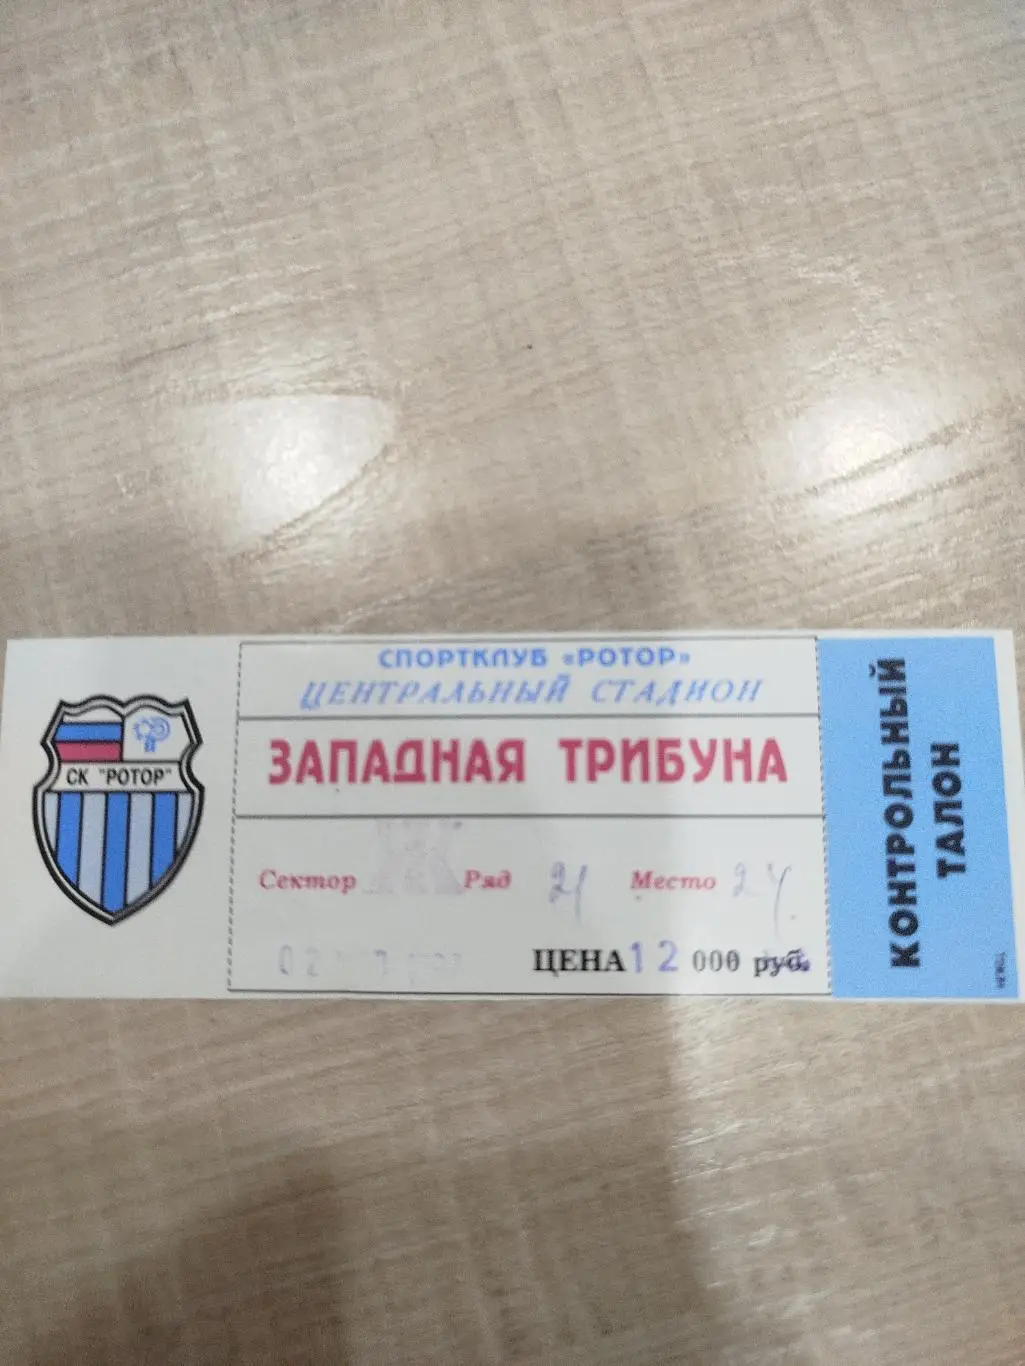 СПОРТКЛУБ «РОТОР»
ЦЕНТРАЛЬНЫЙ СТАДИОН
ЗАПАДНАЯ ТРИБУНА
СК "РОТОР"
Сектор Ряд 21 Место 24
ЦЕНА 12 000 руб.
КОНТРОЛЬНЫЙ
ТАЛОН